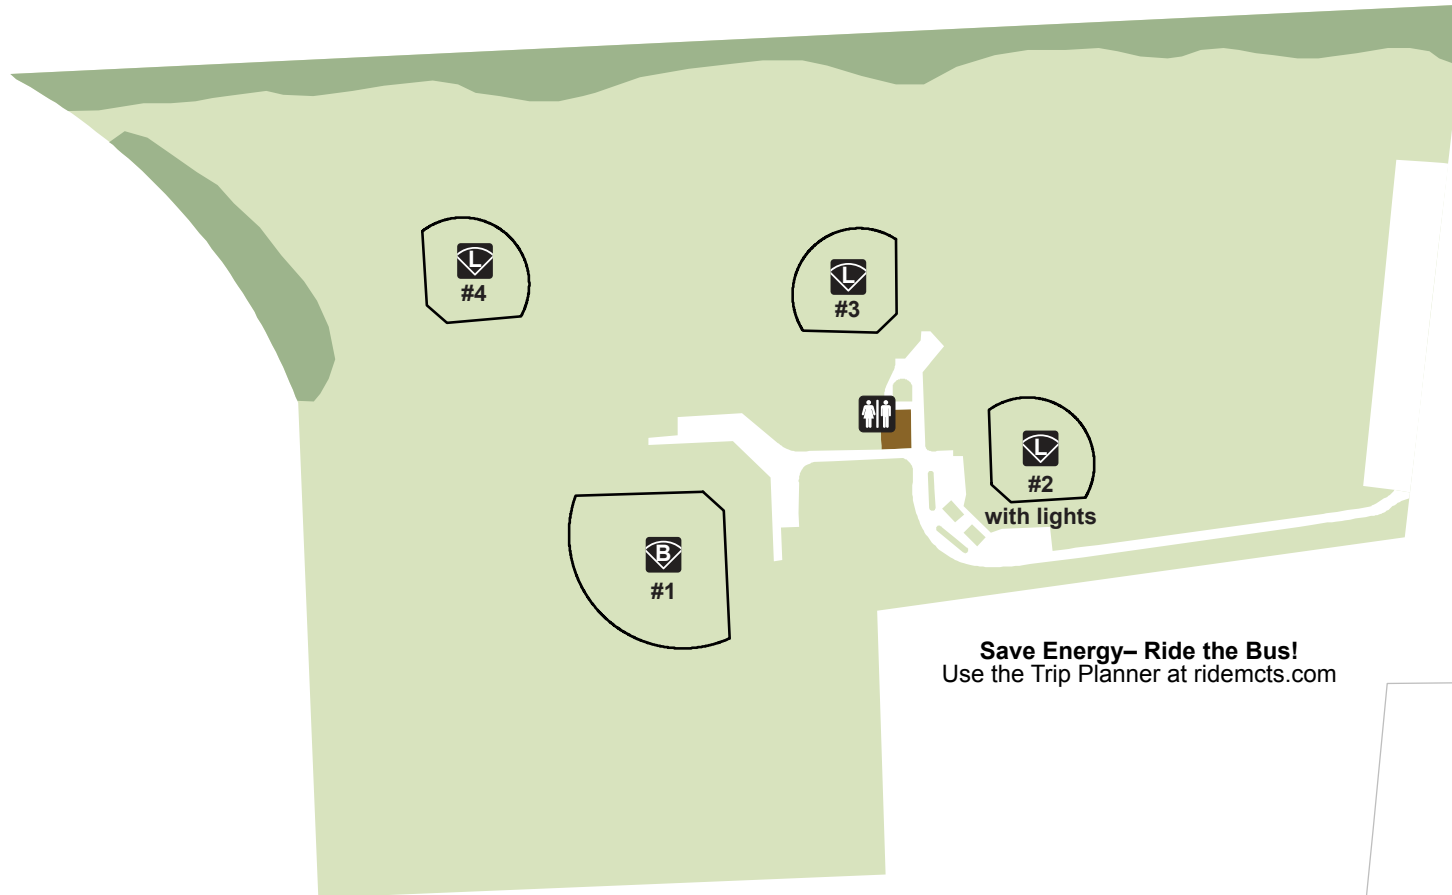 L
#4
L
#3
L
#2
with lights
B
#1
Save Energy– Ride the Bus!
Use the Trip Planner at ridemcts.com